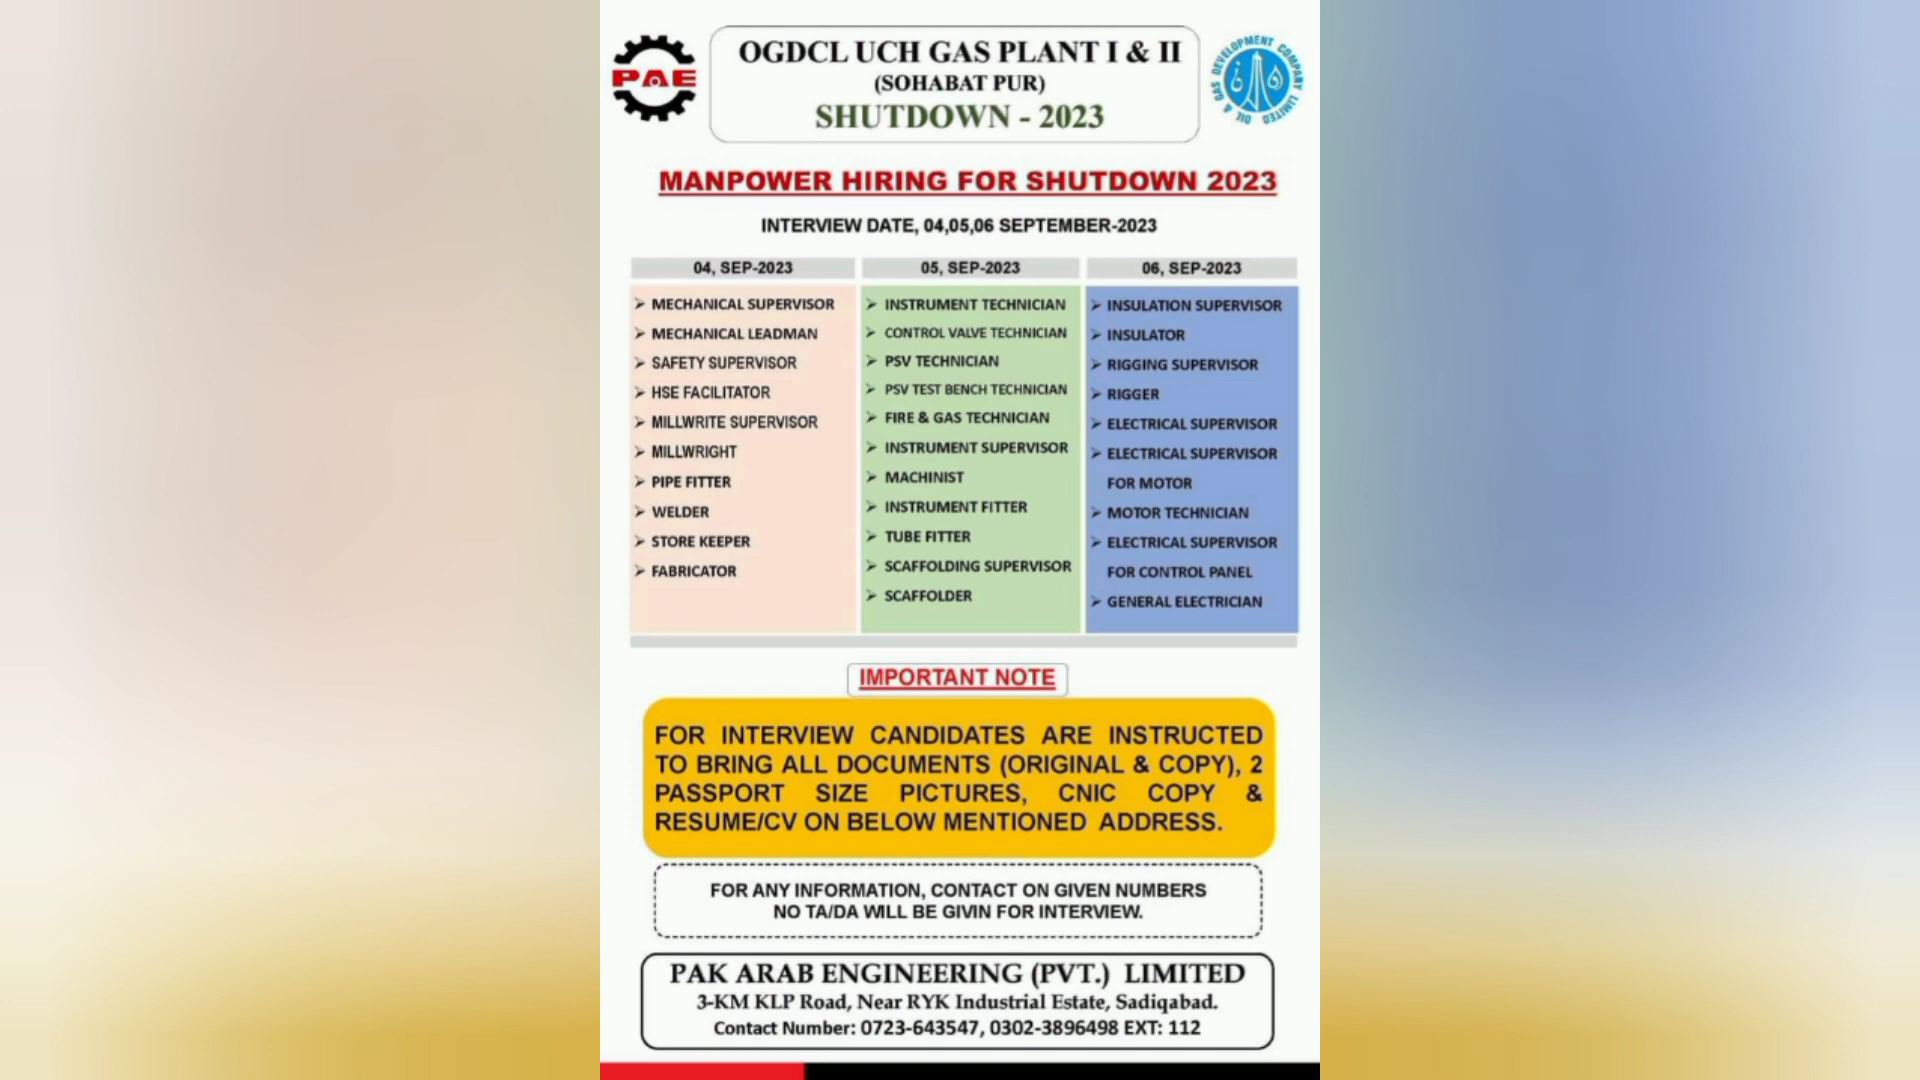 PAE
OGDCL UCH GAS PLANT I & II
(SOHABAT PUR)
SHUTDOWN - 2023
OIL & GAS DEVELOPMENT COMPANY LIMITED
MANPOWER HIRING FOR SHUTDOWN 2023
INTERVIEW DATE, 04,05,06 SEPTEMBER-2023
04, SEP-2023
MECHANICAL SUPERVISOR
MECHANICAL LEADMAN
SAFETY SUPERVISOR
HSE FACILITATOR
MILLWRITE SUPERVISOR
MILLWRIGHT
PIPE FITTER
WELDER
STORE KEEPER
FABRICATOR
05, SEP-2023
INSTRUMENT TECHNICIAN
CONTROL VALVE TECHNICIAN
PSV TECHNICIAN
PSV TEST BENCH TECHNICIAN
FIRE & GAS TECHNICIAN
INSTRUMENT SUPERVISOR
MACHINIST
INSTRUMENT FITTER
TUBE FITTER
SCAFFOLDING SUPERVISOR
SCAFFOLDER
06, SEP-2023
INSULATION SUPERVISOR
INSULATOR
RIGGING SUPERVISOR
RIGGER
ELECTRICAL SUPERVISOR
ELECTRICAL SUPERVISOR
FOR MOTOR
MOTOR TECHNICIAN
ELECTRICAL SUPERVISOR
FOR CONTROL PANEL
GENERAL ELECTRICIAN
IMPORTANT NOTE
FOR INTERVIEW CANDIDATES ARE INSTRUCTED
TO BRING ALL DOCUMENTS (ORIGINAL & COPY), 2
PASSPORT SIZE PICTURES, CNIC COPY &
RESUME/CV ON BELOW MENTIONED ADDRESS.
FOR ANY INFORMATION, CONTACT ON GIVEN NUMBERS
NO TA/DA WILL BE GIVIN FOR INTERVIEW.
PAK ARAB ENGINEERING (PVT.) LIMITED
3-KM KLP Road, Near RYK Industrial Estate, Sadiqabad.
Contact Number: 0723-643547, 0302-3896498 EXT: 112